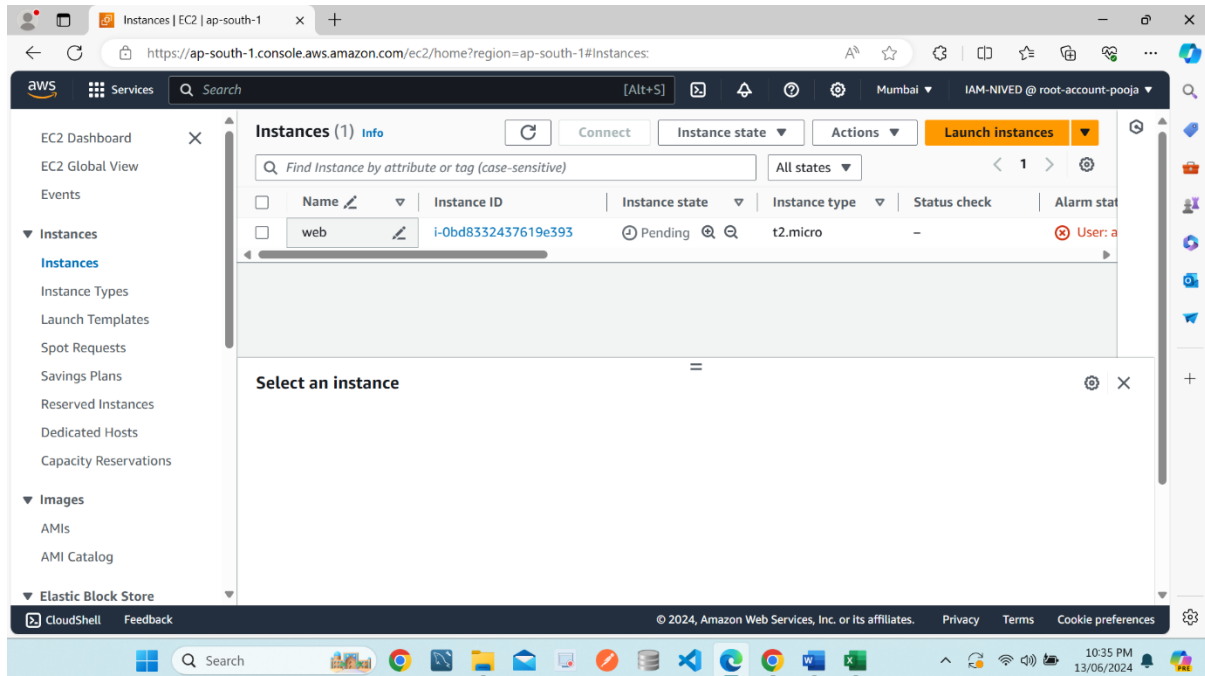 Instances | EC2 | ap-south-1
https://ap-south-1.console.aws.amazon.com/ec2/home?region=ap-south-1#Instances:
aws Services Search [Alt+S] Mumbai IAM-NIVED @ root-account-pooja
EC2 Dashboard
EC2 Global View
Events
Instances
Instances
Instance Types
Launch Templates
Spot Requests
Savings Plans
Reserved Instances
Dedicated Hosts
Capacity Reservations
Images
AMIs
AMI Catalog
Elastic Block Store
Instances (1) Info Connect Instance state Actions Launch instances
Find Instance by attribute or tag (case-sensitive) All states 1
Name Instance ID Instance state Instance type Status check Alarm stat
web i-0bd8332437619e393 Pending t2.micro – User: a
Select an instance
CloudShell Feedback © 2024, Amazon Web Services, Inc. or its affiliates. Privacy Terms Cookie preferences
Search 10:35 PM
13/06/2024
PRE